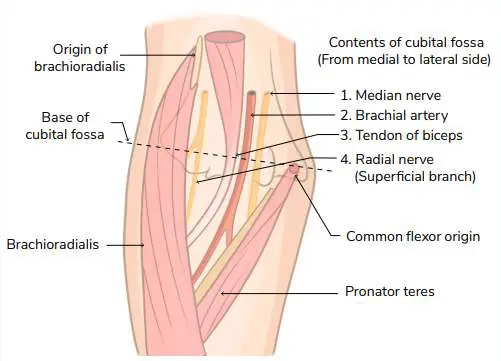 Origin of
brachioradialis
Contents of cubital fossa
(From medial to lateral side)
1. Median nerve
2. Brachial artery
3. Tendon of biceps
4. Radial nerve
(Superficial branch)
Base of
cubital fossa
Common flexor origin
Brachioradialis
Pronator teres